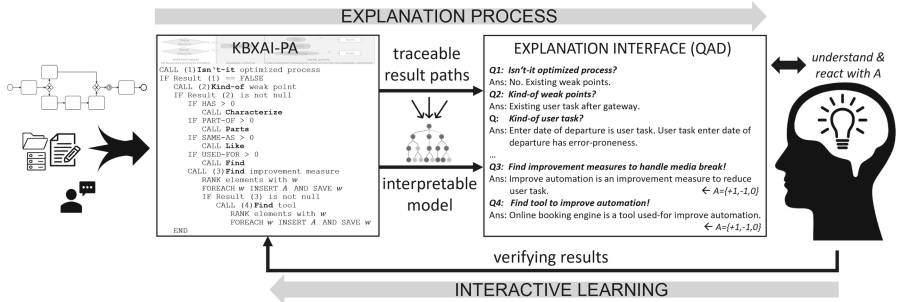 EXPLANATION PROCESS
KBXAI-PA
CALL (1)Isn't-it optimized process
IF Result (1) == FALSE
CALL (2)Kind-of weak point
IF Result (2) is not null
IF HAS > 0
CALL Characterize
IF PART-OF > 0
CALL Parts
IF SAME-AS > 0
CALL Like
IF USED-FOR > 0
CALL Find
CALL (3)Find improvement measure
RANK elements with w
FOREACH w INSERT A AND SAVE w
IF Result (3) is not null
CALL (4)Find tool
RANK elements with w
FOREACH w INSERT A AND SAVE w
END
traceable
result paths
interpretable
model
EXPLANATION INTERFACE (QAD)
Q1: Isn't-it optimized process?
Ans: No. Existing weak points.
Q2: Kind-of weak points?
Ans: Existing user task after gateway.
Q: Kind-of user task?
Ans: Enter date of departure is user task. User task enter date of
departure has error-proneness.
...
Q3: Find improvement measures to handle media break!
Ans: Improve automation is an improvement measure to reduce
user task.
← A={+1,-1,0}
Q4: Find tool to improve automation!
Ans: Online booking engine is a tool used-for improve automation.
← A={+1,-1,0}
understand &
react with A
verifying results
INTERACTIVE LEARNING